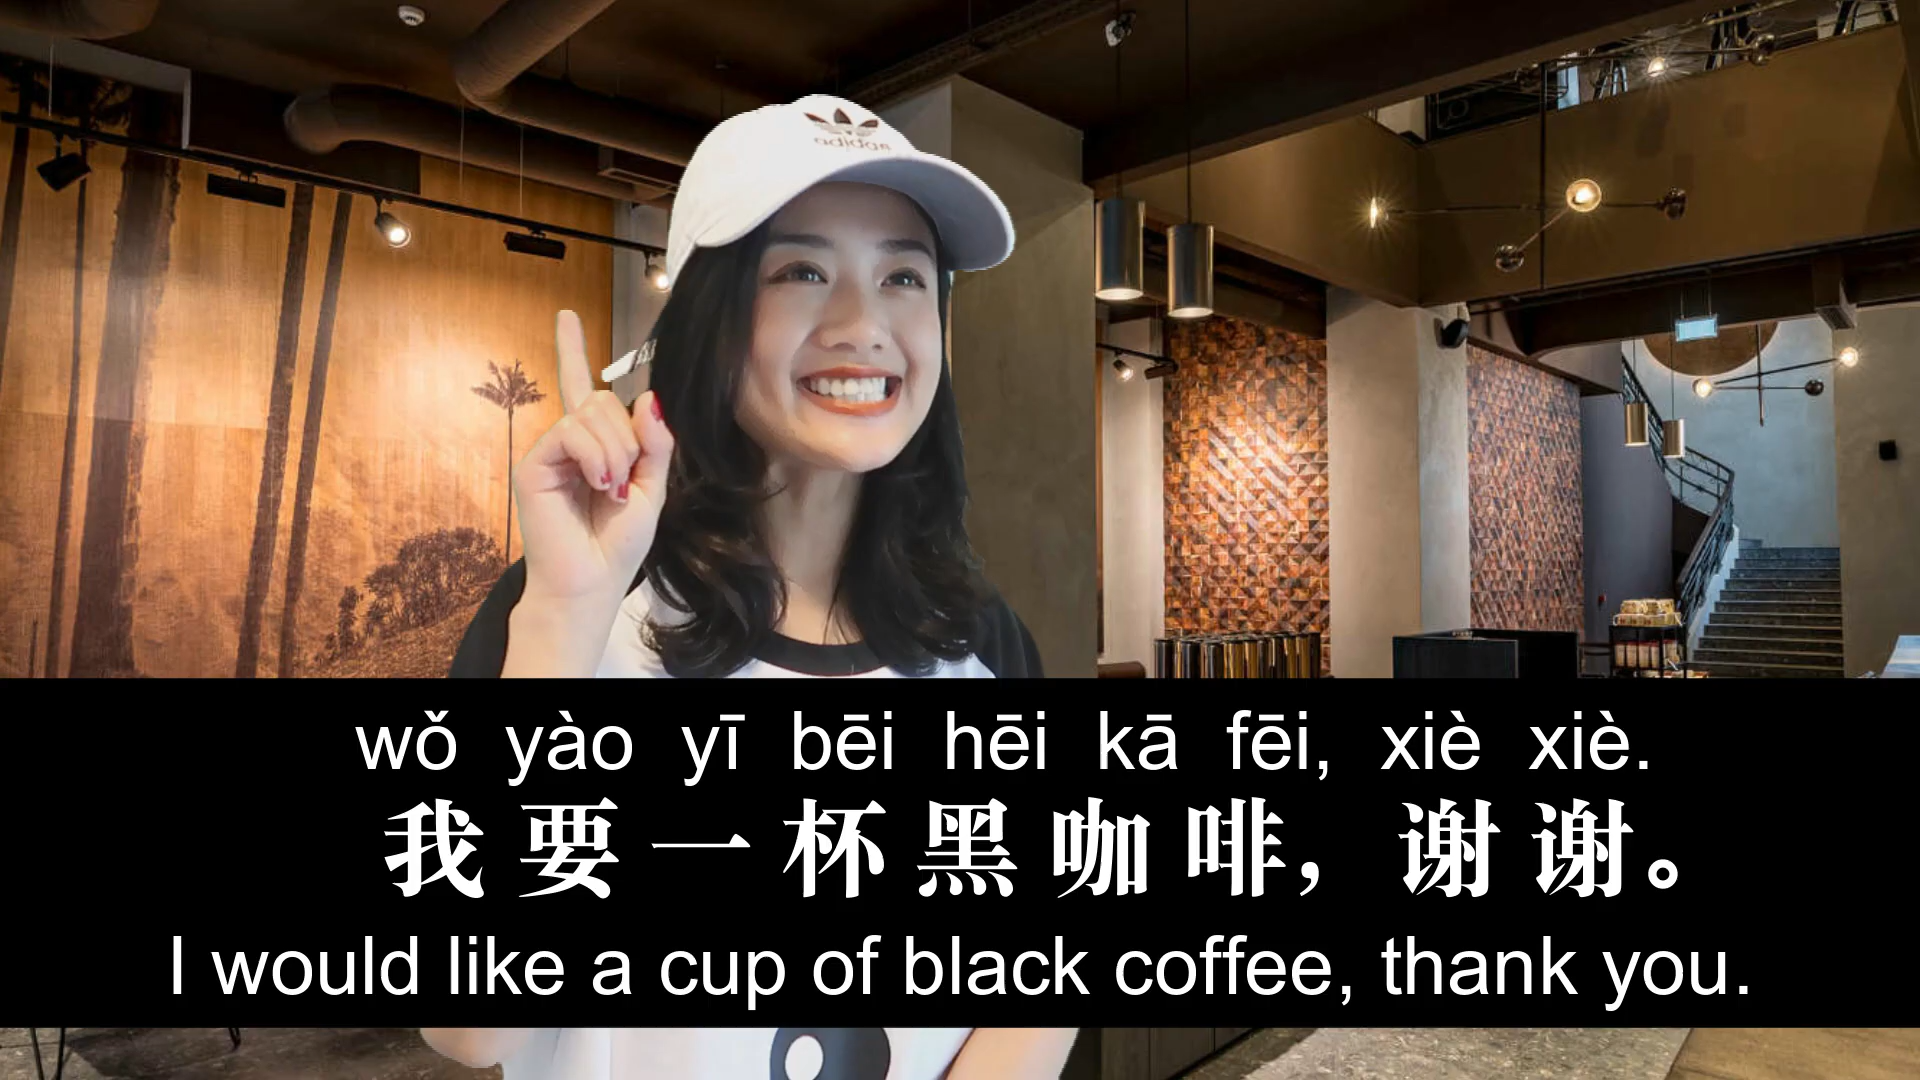 adidas
wǒ yào yī bēi hēi kā fēi, xiè xiè.
我要一杯黑咖啡，谢谢。
I would like a cup of black coffee, thank you.